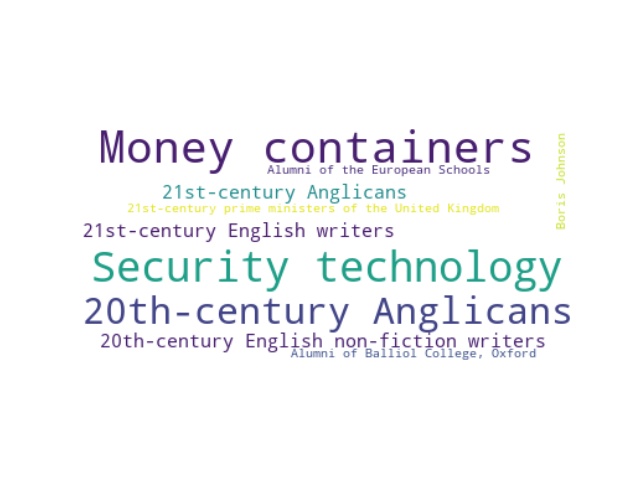 Money containers
Alumni of the European Schools
21st-century Anglicans
21st-century prime ministers of the United Kingdom
21st-century English writers
Security technology
20th-century Anglicans
20th-century English non-fiction writers
Alumni of Balliol College, Oxford
Boris Johnson